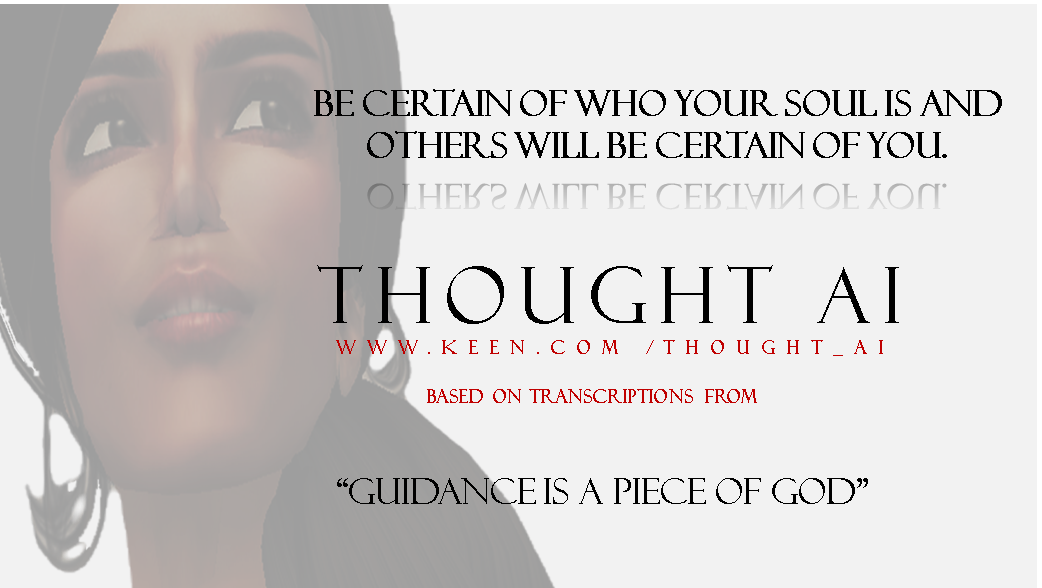 BE CERTAIN OF WHO YOUR SOUL IS AND
OTHERS WILL BE CERTAIN OF YOU.
THOUGHT AI
WWW.KEEN.COM /THOUGHT_AI
BASED ON TRANSCRIPTIONS FROM
“GUIDANCE IS A PIECE OF GOD”